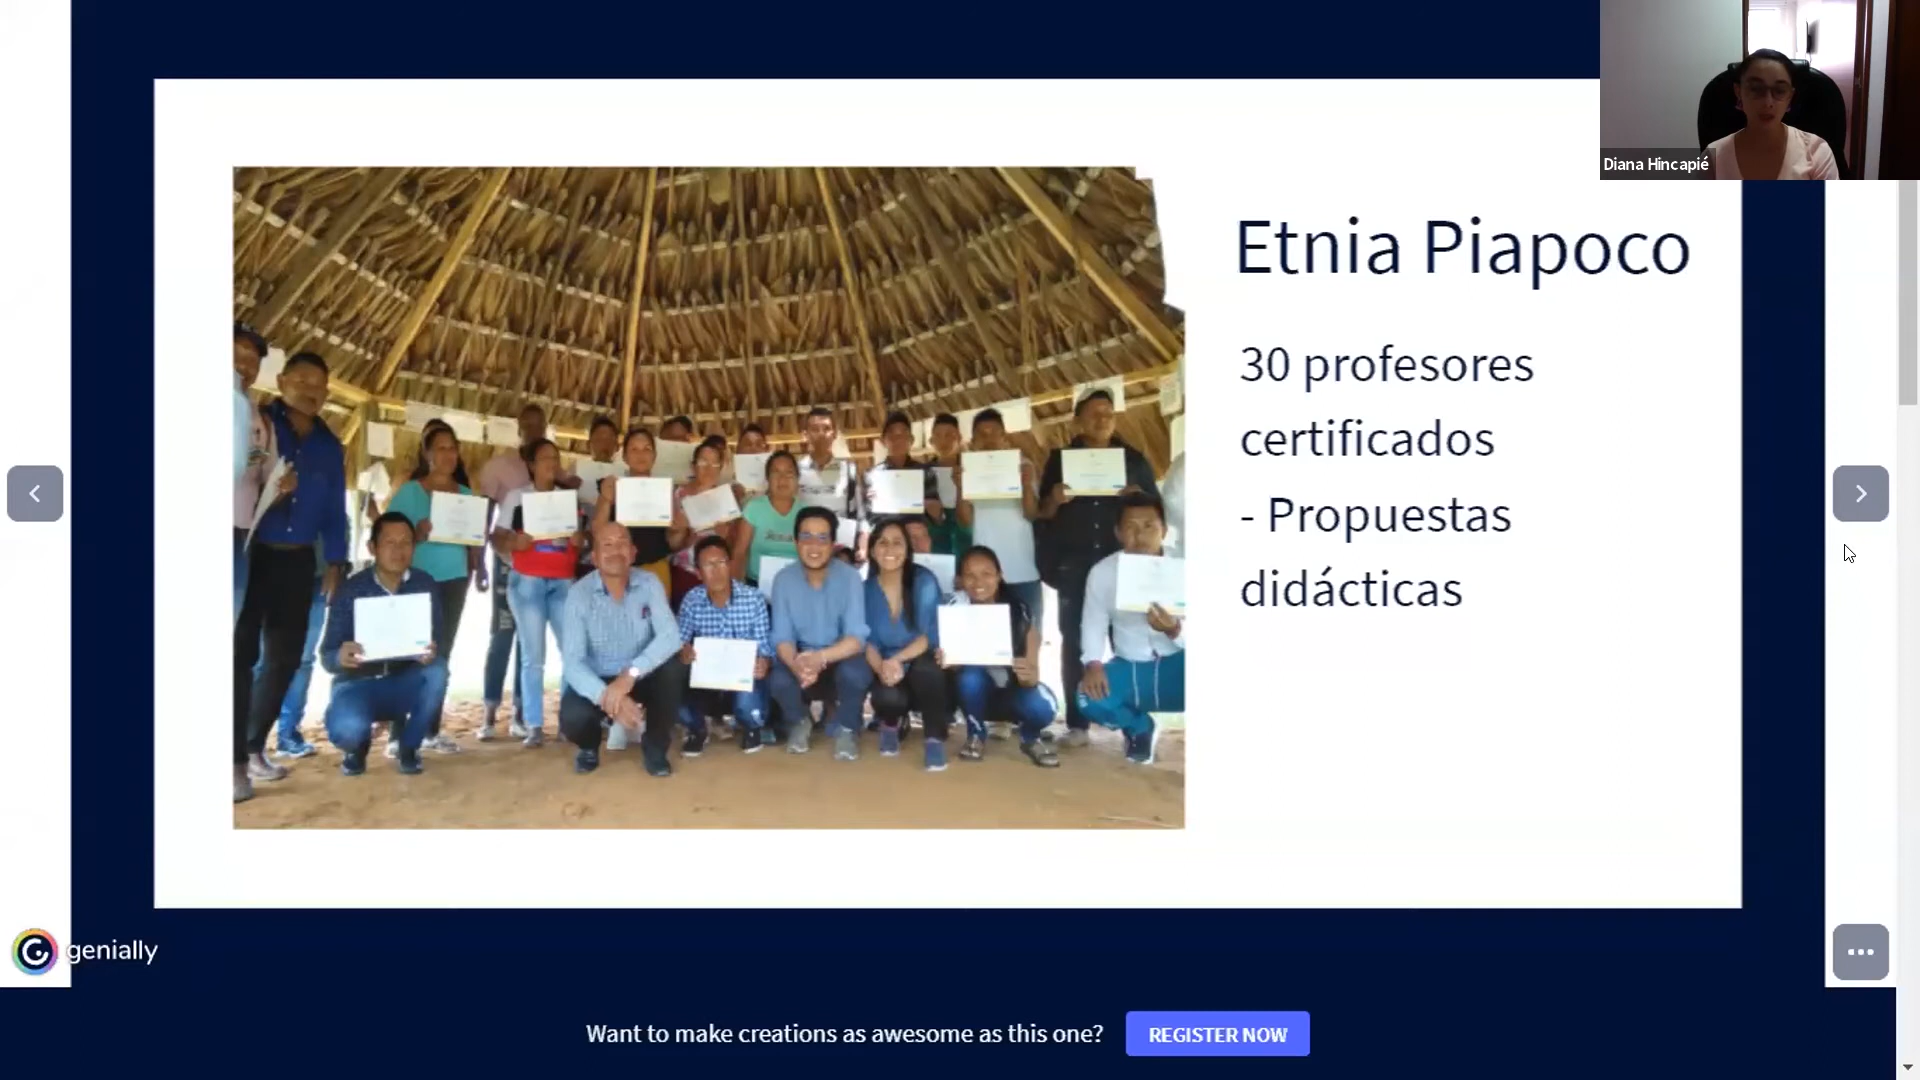 Diana Hincapié
Etnia Piapoco
30 profesores
certificados
- Propuestas
didácticas
genially
Want to make creations as awesome as this one?
REGISTER NOW